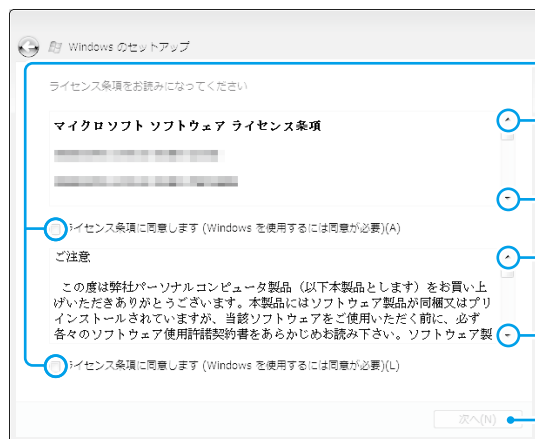 Windows のセットアップ
ライセンス条項をお読みになってください
マイクロソフト ソフトウェア ライセンス条項
ライセンス条項に同意します (Windows を使用するには同意が必要)(A)
ご注意
この度は弊社パーソナルコンピュータ製品（以下本製品とします）をお買い上
げいただきありがとうございます。本製品にはソフトウェア製品が同梱又はプリ
インストールされていますが、当該ソフトウェアをご使用いただく前に、必ず
各々のソフトウェア使用許諾契約書をあらかじめお読み下さい。ソフトウェア製
ライセンス条項に同意します (Windows を使用するには同意が必要)(L)
次へ(N)